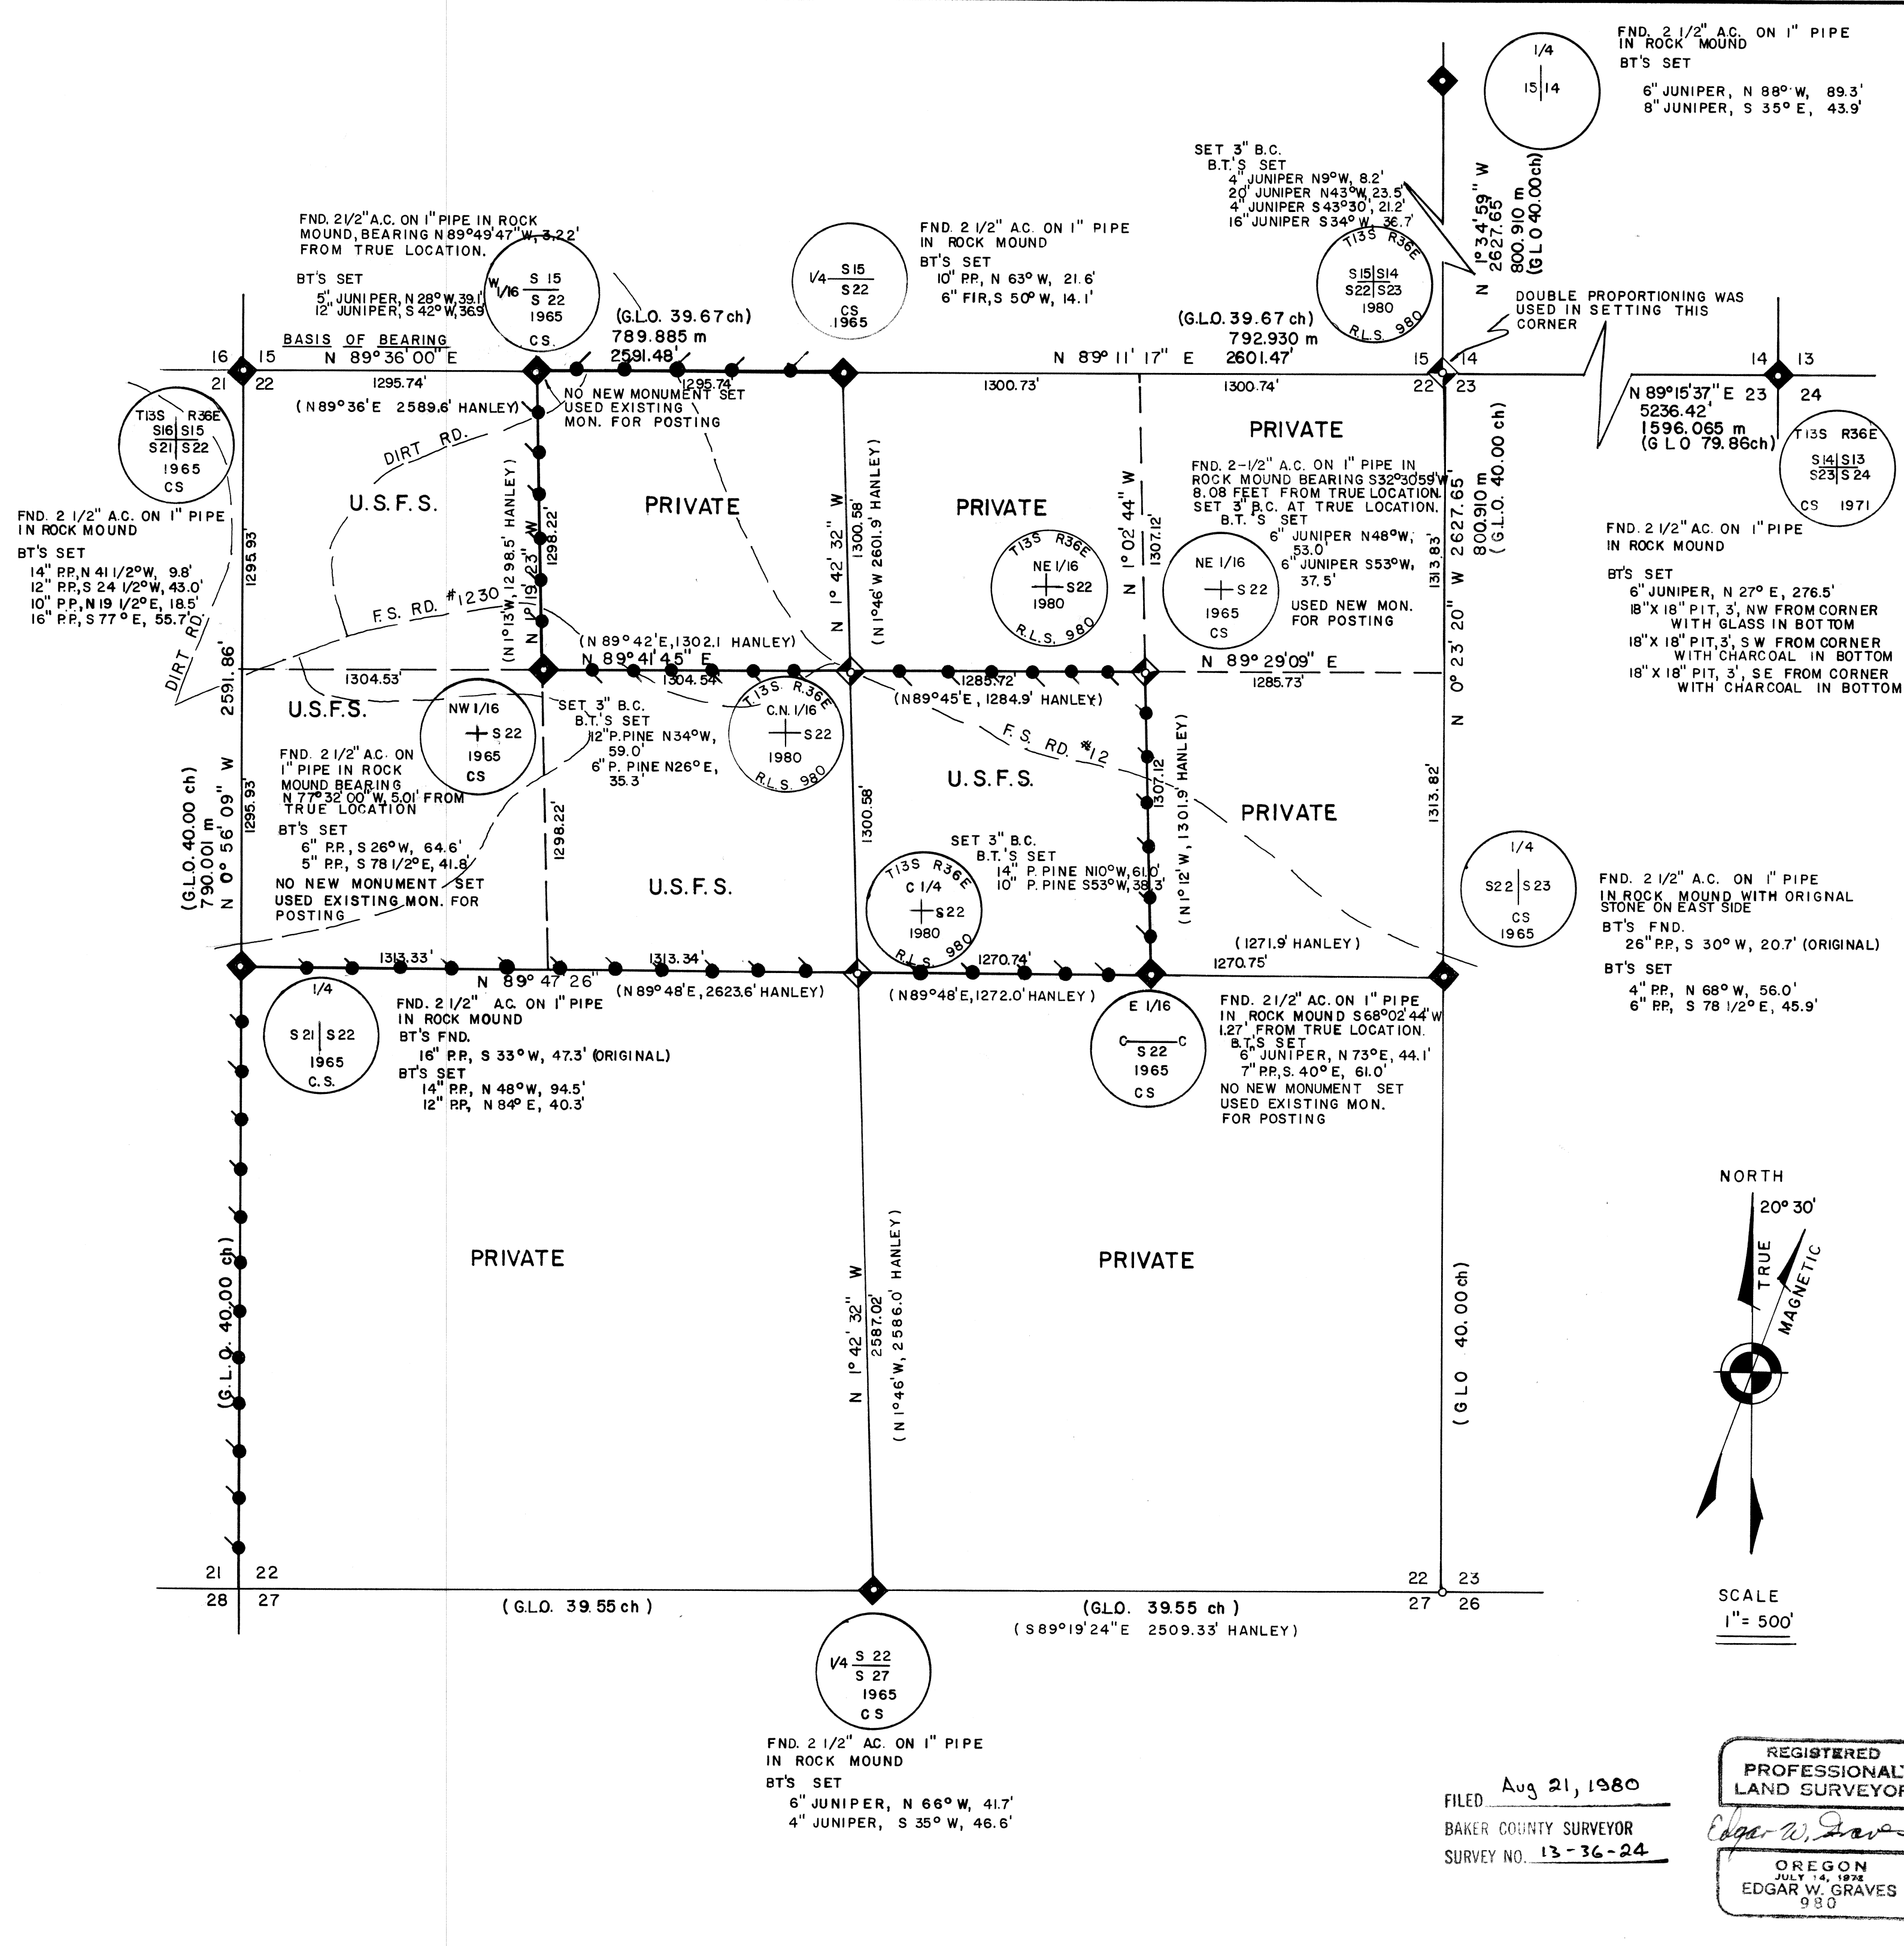 FND. 2 1/2" A.C. ON 1" PIPE
IN ROCK MOUND
BT'S SET
6" JUNIPER, N 88° W, 89.3'
8" JUNIPER, S 35° E, 43.9'
1/4
15 14
SET 3" B.C.
B.T.'S SET
4" JUNIPER N9°W, 8.2'
20' JUNIPER N43°W, 23.5'
4" JUNIPER S43°30', 21.2'
16" JUNIPER S34°W, 36.7'
T13S R36E
S15 S14
S22 S23
1980
R.L.S. 980
N 1°34'59" W
2627.65'
800.910 m
(G L O 40.00ch)
DOUBLE PROPORTIONING WAS
USED IN SETTING THIS
CORNER
FND. 2 1/2" A.C. ON 1" PIPE IN ROCK
MOUND, BEARING N 89°49'47"W, 3.22'
FROM TRUE LOCATION.
BT'S SET
5" JUNIPER, N 28° W, 39.1'
12" JUNIPER, S 42° W, 36.9'
W 1/16 S 15
S 22
1965
CS.
1/4 S15
S22
CS
1965
FND. 2 1/2" A.C. ON 1" PIPE
IN ROCK MOUND
BT'S SET
10" P.P., N 63° W, 21.6'
6" FIR, S 50° W, 14.1'
BASIS OF BEARING
N 89° 36' 00" E
(G.L.O. 39.67 ch)
789.885 m
2591.48'
(G.L.O. 39.67 ch)
792.930 m
N 89° 11' 17" E 2601.47'
16 15
21 22
1295.74'
1295.74'
1300.73'
1300.74'
15 14
22 23
14 13
23 24
N 89°15'37" E
5236.42'
1596.065 m
(G L O 79.86ch)
(N 89°36'E 2589.6' HANLEY)
NO NEW MONUMENT SET
USED EXISTING
MON. FOR POSTING
T13S R36E
S16 S15
S21 S22
1965
CS
DIRT RD.
U.S.F.S.
PRIVATE
PRIVATE
PRIVATE
T13S R36E
S14 S13
S23 S24
CS 1971
FND. 2 1/2" A.C. ON 1" PIPE
IN ROCK MOUND
BT'S SET
6" JUNIPER, N 27° E, 276.5'
18" X 18" PIT, 3', NW FROM CORNER
WITH GLASS IN BOTTOM
18" X 18" PIT, 3', S W FROM CORNER
WITH CHARCOAL IN BOTTOM
18" X 18" PIT, 3', S E FROM CORNER
WITH CHARCOAL IN BOTTOM
FND. 2 1/2" A.C. ON 1" PIPE
IN ROCK MOUND
BT'S SET
14" P.P., N 41 1/2° W, 9.8'
12" P.P., S 24 1/2° W, 43.0'
10" P.P., N 19 1/2° E, 18.5'
16" P.P., S 77° E, 55.7'
DIRT RD.
FND. 2-1/2" A.C. ON 1" PIPE IN
ROCK MOUND BEARING S32°30'59"W
8.08 FEET FROM TRUE LOCATION.
SET 3" B.C. AT TRUE LOCATION.
B.T.'S SET
6" JUNIPER N48°W,
53.0'
6" JUNIPER S53°W,
37.5'
USED NEW MON.
FOR POSTING
T13S R36E
NE 1/16
S22
1980
R.L.S. 980
NE 1/16
S 22
1965
CS
1295.93'
(N 1°13'W, 1298.5' HANLEY)
N 1° 19' 23" W
1298.22'
N 1° 42' 32" W
1300.58'
(N 1°46'W 2601.9' HANLEY)
N 1° 02' 44" W
1307.12'
1313.83'
N 0° 23' 20" W 2627.65'
800.910 m
(G.L.O. 40.00 ch)
F.S. RD. #1230
(N 89°42'E, 1302.1 HANLEY)
N 89° 41' 45" E
1304.53'
1304.54'
1285.72'
(N89°45'E, 1284.9' HANLEY)
N 89° 29' 09" E
1285.73'
U.S.F.S.
NW 1/16
S 22
1965
CS
SET 3" B.C.
B.T.'S SET
12" P.PINE N34°W,
59.0'
6" P. PINE N26°E,
35.3'
T.13S. R.36E
C.N. 1/16
S 22
1980
R.L.S. 980
F. S. RD. #12
U.S.F.S.
PRIVATE
FND. 2 1/2" A.C. ON
1" PIPE IN ROCK
MOUND BEARING
N 77°32'00"W, 5.01' FROM
TRUE LOCATION
BT'S SET
6" P.P., S 26° W, 64.6'
5" P.P., S 78 1/2° E, 41.8'
NO NEW MONUMENT SET
USED EXISTING MON. FOR
POSTING
(G.L.O. 40.00 ch)
790.001 m
N 0° 56' 09" W 2591.86'
1295.93'
1298.22'
1300.58'
1307.12
(N 1°12' W, 1301.9' HANLEY)
1313.82'
U.S.F.S.
SET 3" B.C.
B.T.'S SET
14" P. PINE N10°W, 61.0'
10" P. PINE S53°W, 38.3'
T13S R36E
C 1/4
S 22
1980
R.L.S. 980
1/4
S22 S23
CS
1965
FND. 2 1/2" A.C. ON 1" PIPE
IN ROCK MOUND WITH ORIGNAL
STONE ON EAST SIDE
BT'S FND.
26" P.P., S 30° W, 20.7' (ORIGINAL)
BT'S SET
4" P.P., N 68° W, 56.0'
6" P.P., S 78 1/2° E, 45.9'
1313.33'
1313.34'
N 89° 47' 26"
(N 89°48'E, 2623.6' HANLEY)
1270.74'
(N89°48'E, 1272.0' HANLEY)
(1271.9' HANLEY)
1270.75'
1/4
S 21 S 22
1965
C. S.
FND. 2 1/2" A.C. ON 1" PIPE
IN ROCK MOUND
BT'S FND.
16" P.P., S 33° W, 47.3' (ORIGINAL)
BT'S SET
14" P.P., N 48° W, 94.5'
12" P.P., N 84° E, 40.3'
E 1/16
C C
S 22
1965
CS
FND. 2 1/2" A.C. ON 1" PIPE
IN ROCK MOUND S68°02'44"W
1.27' FROM TRUE LOCATION.
B.T.'S SET
6" JUNIPER, N 73° E, 44.1'
7" P.P., S. 40° E, 61.0'
NO NEW MONUMENT SET
USED EXISTING MON.
FOR POSTING
PRIVATE
PRIVATE
(G.L.O. 40.00 ch)
N 1° 42' 32" W
2587.02'
(N 1°46'W, 2586.0' HANLEY)
(G L O 40.00ch)
NORTH
20° 30'
TRUE
MAGNETIC
SCALE
1" = 500'
21 22
28 27
(G.L.O. 39.55 ch)
(G.L.O. 39.55 ch)
(S 89°19'24"E 2509.33' HANLEY)
22 23
27 26
1/4 S 22
S 27
1965
CS
FND. 2 1/2" A.C. ON 1" PIPE
IN ROCK MOUND
BT'S SET
6" JUNIPER, N 66° W, 41.7'
4" JUNIPER, S 35° W, 46.6'
FILED Aug 21, 1980
BAKER COUNTY SURVEYOR
SURVEY NO. 13-36-24
REGISTERED
PROFESSIONAL
LAND SURVEYOR
Edgar W. Graves
OREGON
JULY 14, 1972
EDGAR W. GRAVES
980